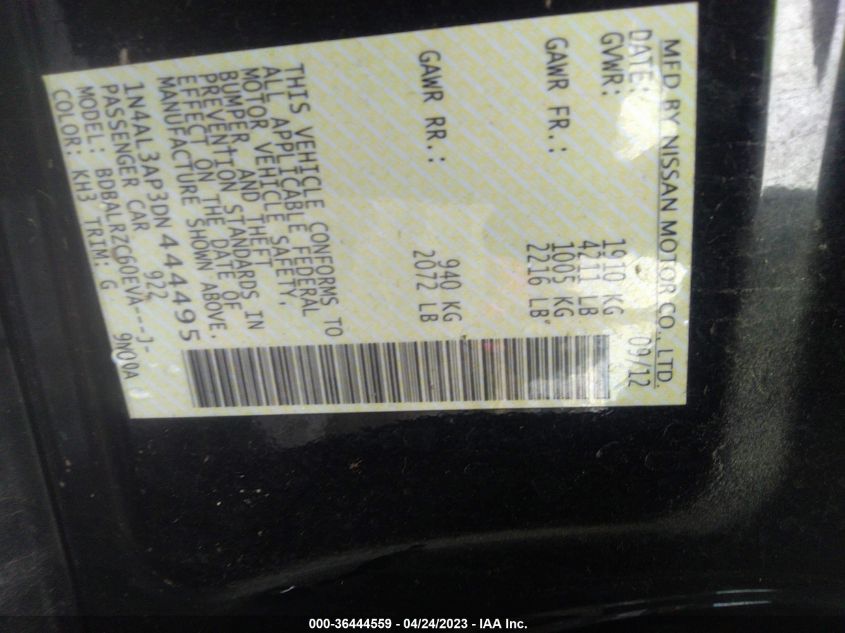 MFD BY NISSAN MOTOR CO., LTD.
DATE: 09/12
GVWR: 1910 KG
4211 LB
GAWR FR.: 1003 KG
2216 LB
GAWR RR.: 940 KG
2072 LB
THIS VEHICLE CONFORMS TO
ALL APPLICABLE FEDERAL
MOTOR VEHICLE SAFETY,
BUMPER AND THEFT
PREVENTION STANDARDS IN
EFFECT ON THE DATE OF
MANUFACTURE SHOWN ABOVE.
1N4AL3AP3DN444495
PASSENGER CAR 922
MODEL: BDBALRZC60EVA---J-
COLOR: KH3 TRIM: G 9N00A
000-36444559 - 04/24/2023 - IAA Inc.